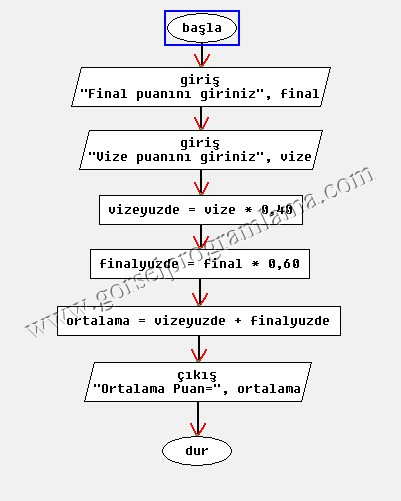 başla
giriş
"Final puanını giriniz", final
giriş
"Vize puanını giriniz", vize
vizeyuzde = vize * 0,40
finalyuzde = final * 0,60
ortalama = vizeyuzde + finalyuzde
çıkış
"Ortalama Puan=", ortalama
dur
www.gorselprogramlama.com